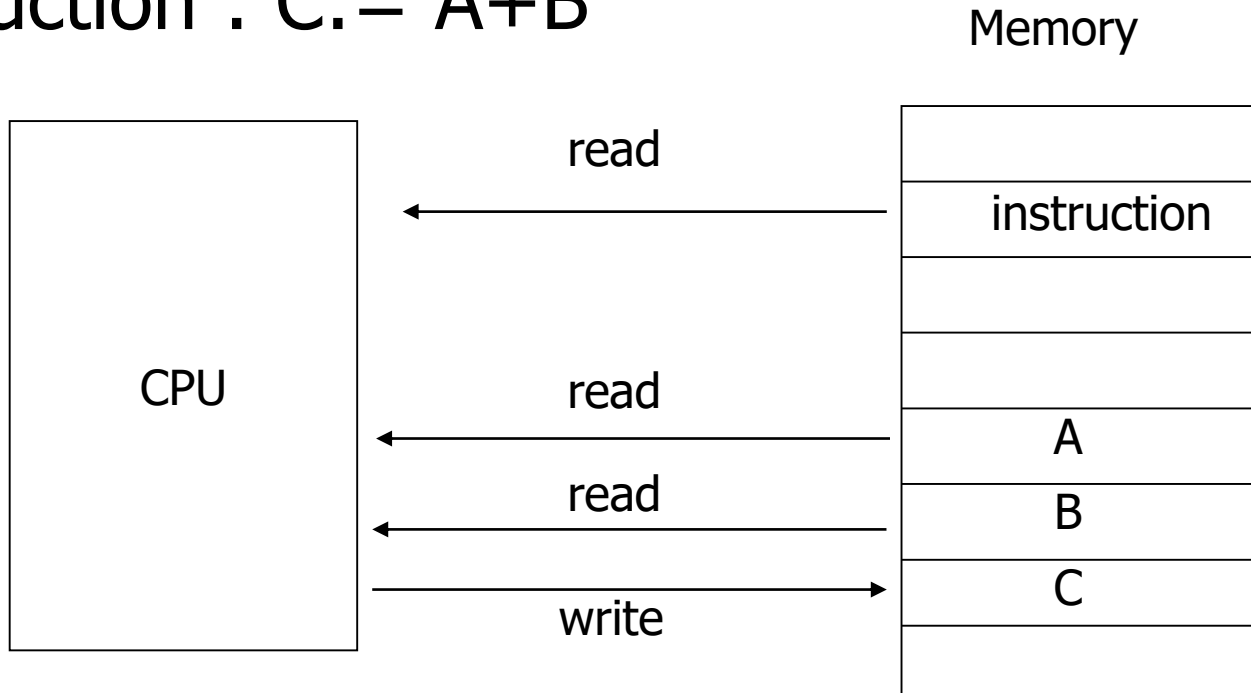 uction : C:= A+B
Memory
read
instruction
CPU
read
A
read
B
C
write